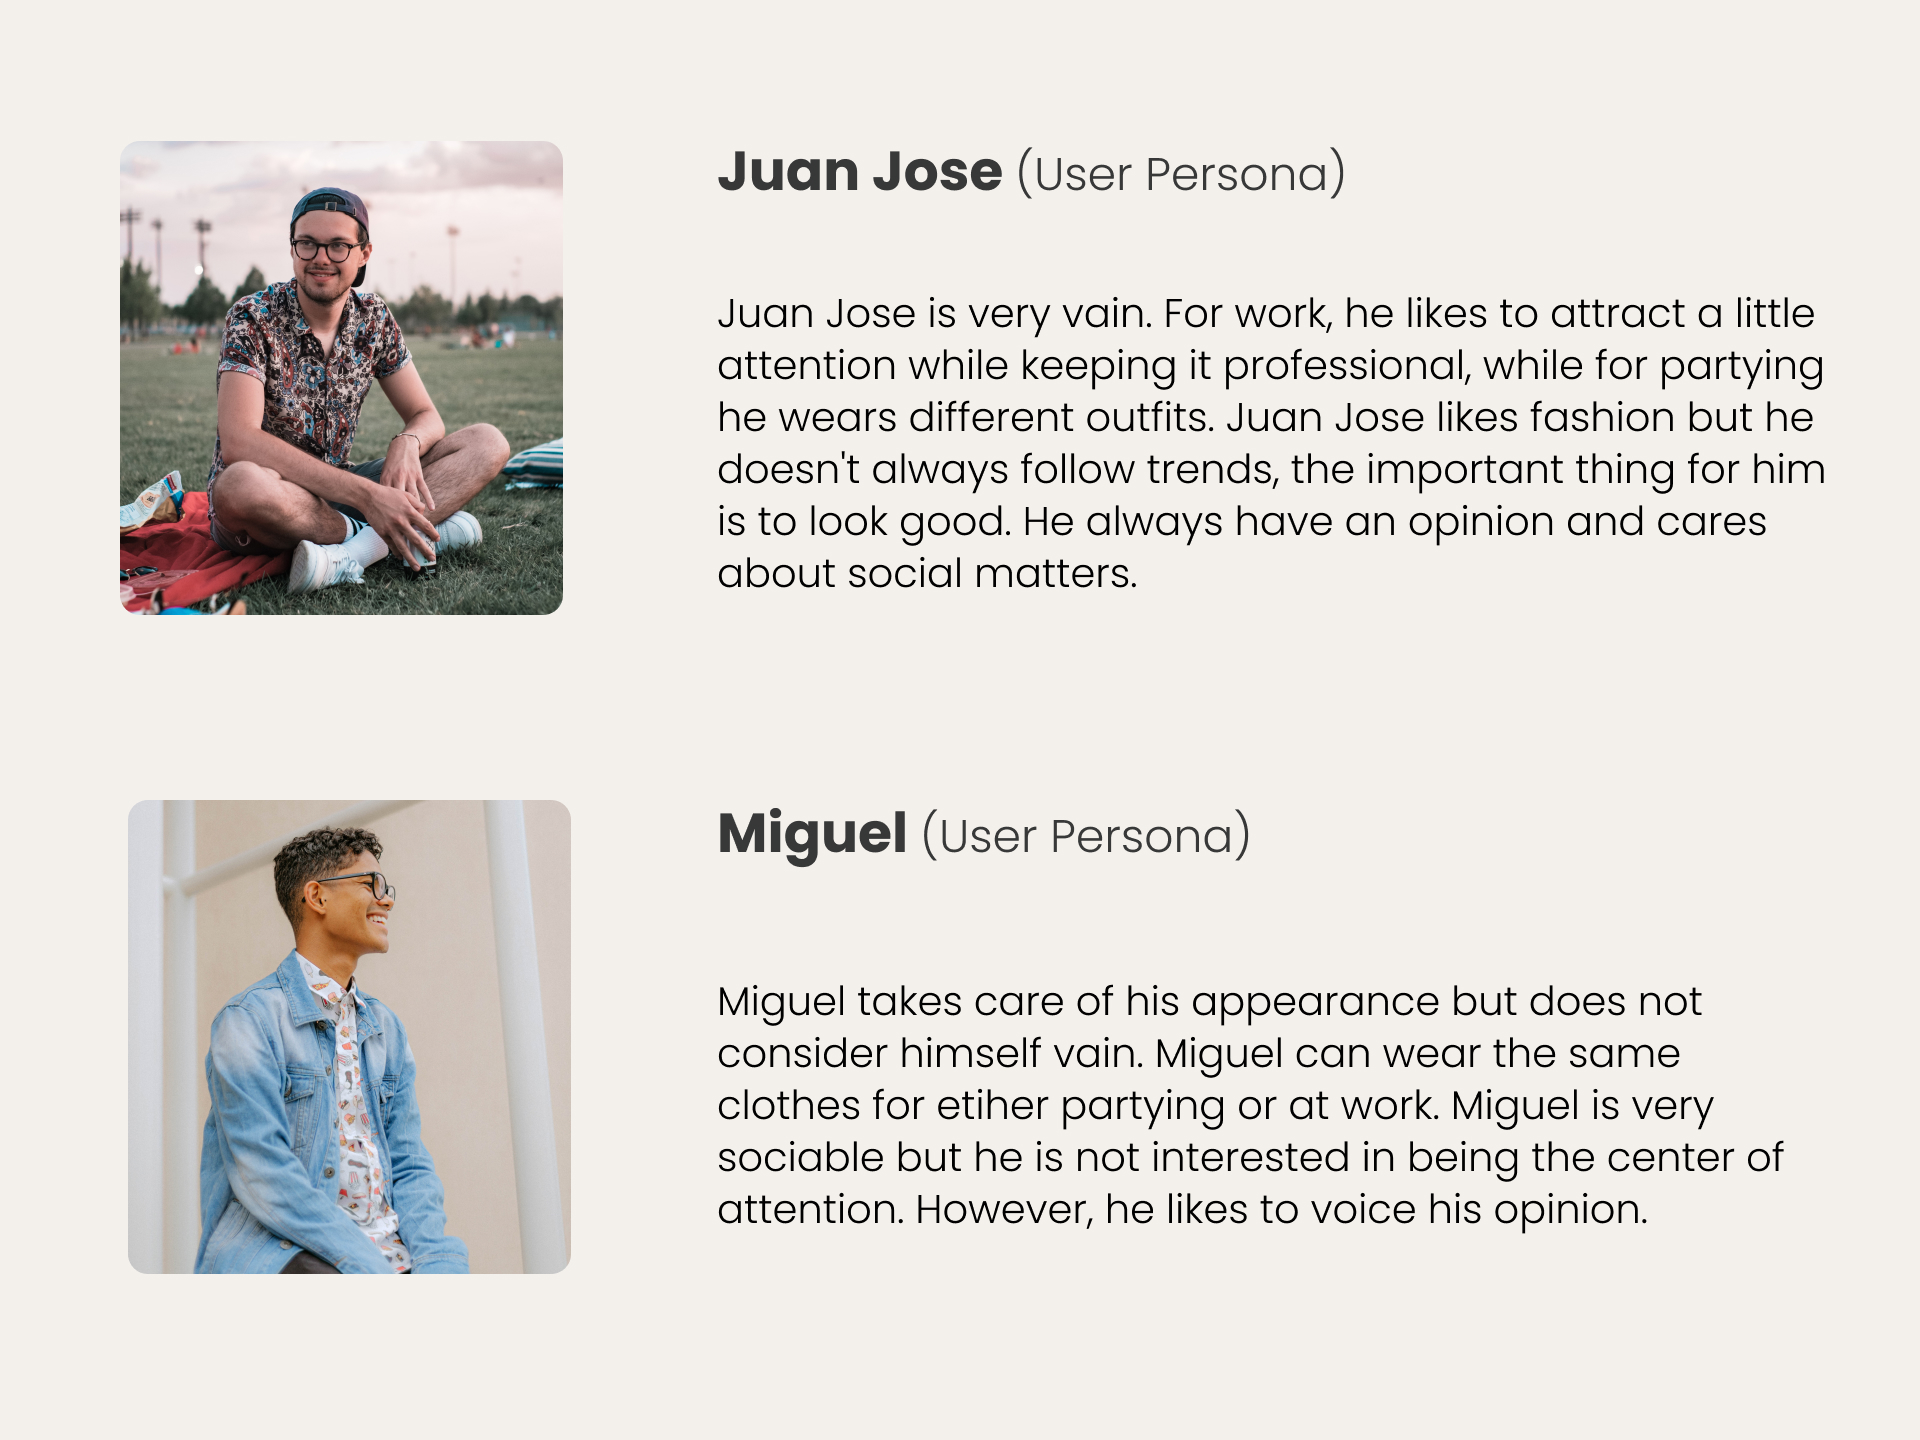 Juan Jose (User Persona)
Juan Jose is very vain. For work, he likes to attract a little
attention while keeping it professional, while for partying
he wears different outfits. Juan Jose likes fashion but he
doesn't always follow trends, the important thing for him
is to look good. He always have an opinion and cares
about social matters.
Miguel (User Persona)
Miguel takes care of his appearance but does not
consider himself vain. Miguel can wear the same
clothes for etiher partying or at work. Miguel is very
sociable but he is not interested in being the center of
attention. However, he likes to voice his opinion.